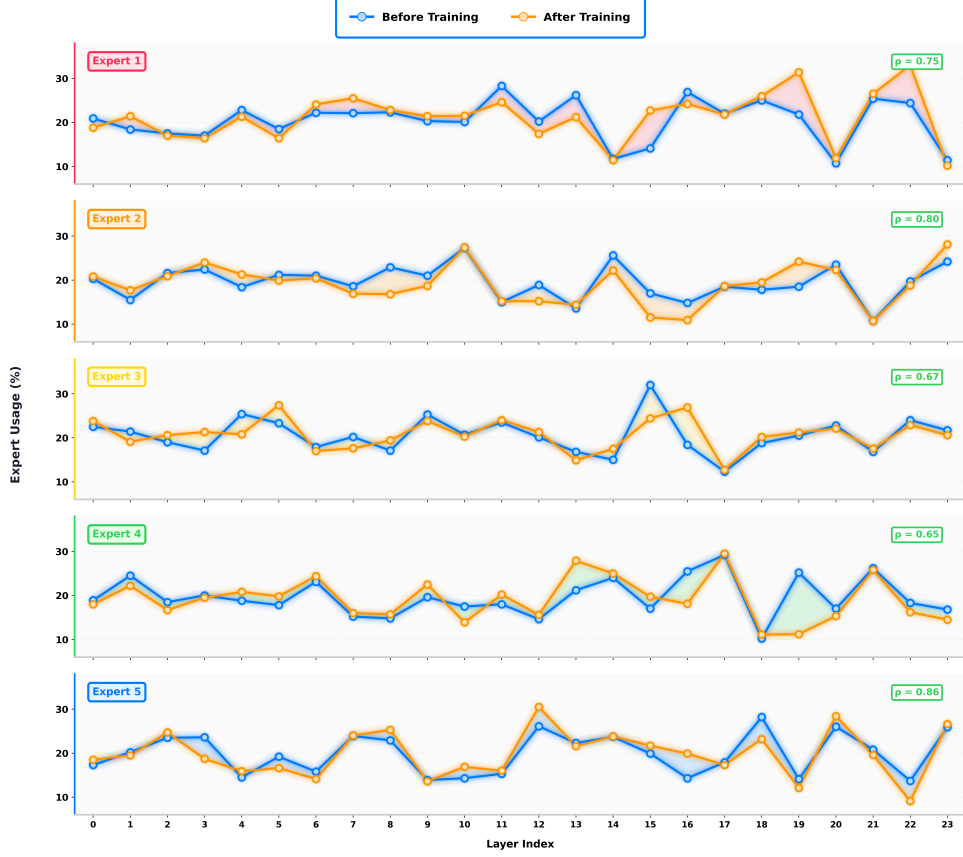 Before Training After Training
Expert 1
ρ = 0.75
30
20
10
Expert 2
ρ = 0.80
30
20
10
Expert Usage (%)
Expert 3
ρ = 0.67
30
20
10
Expert 4
ρ = 0.65
30
20
10
Expert 5
ρ = 0.86
30
20
10
0 1 2 3 4 5 6 7 8 9 10 11 12 13 14 15 16 17 18 19 20 21 22 23
Layer Index